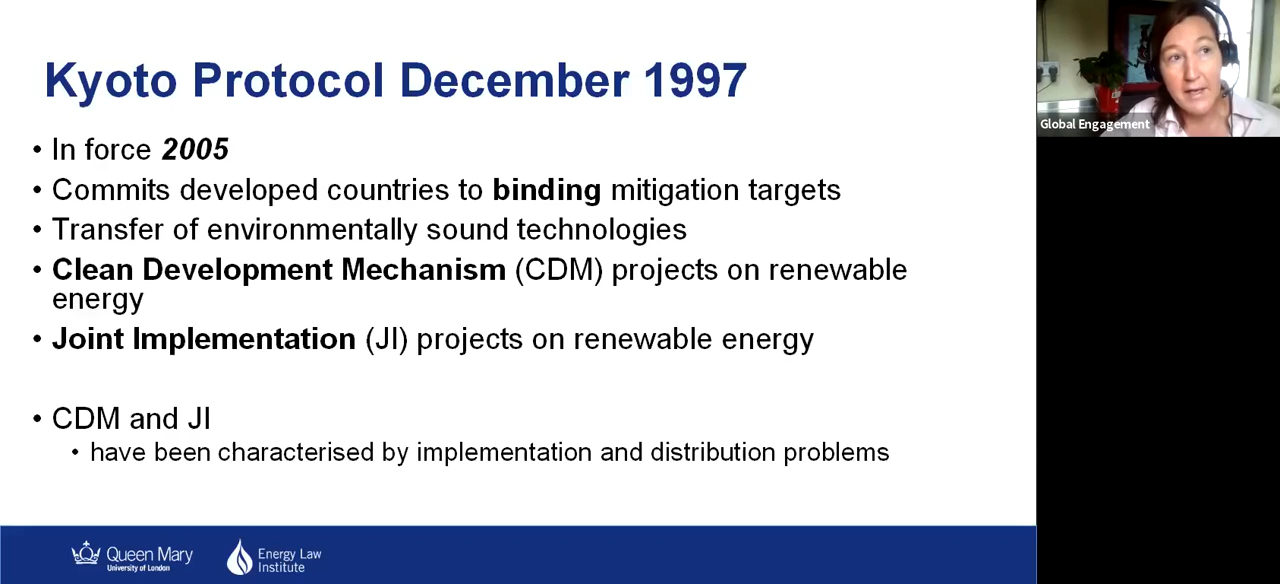 Kyoto Protocol December 1997
• In force 2005
• Commits developed countries to binding mitigation targets
• Transfer of environmentally sound technologies
• Clean Development Mechanism (CDM) projects on renewable
energy
• Joint Implementation (JI) projects on renewable energy
• CDM and JI
• have been characterised by implementation and distribution problems
Queen Mary
University of London
Energy Law
Institute
Global Engagement